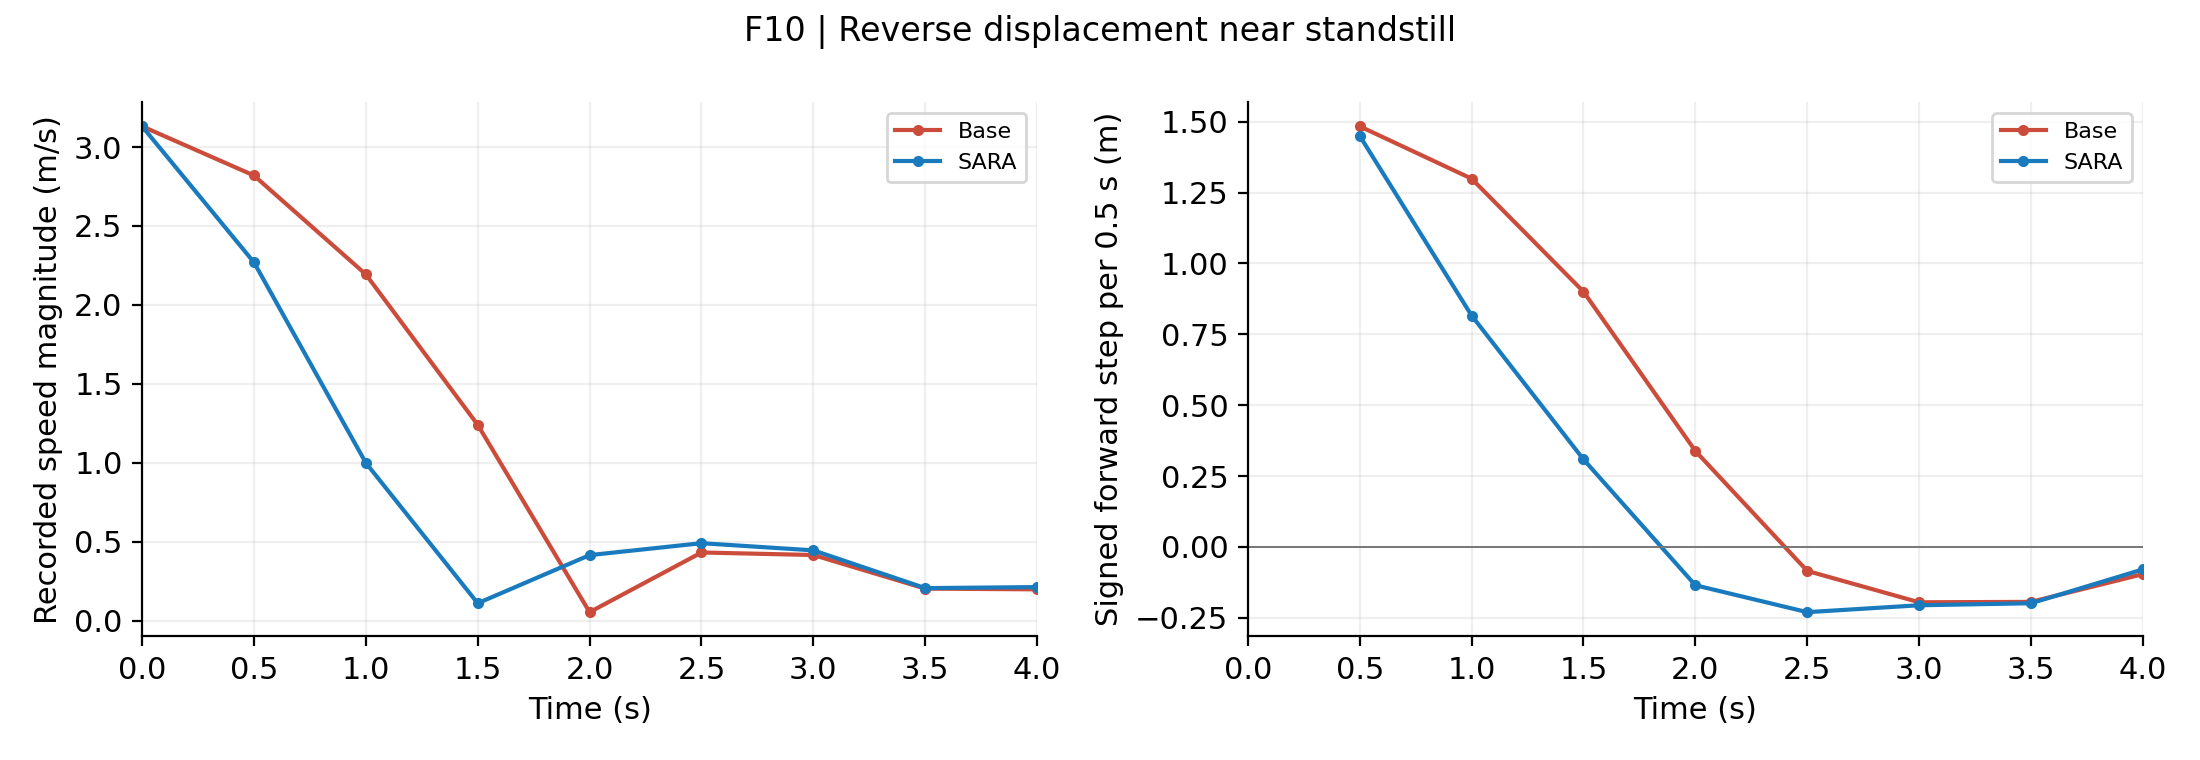 F10 | Reverse displacement near standstill
Recorded speed magnitude (m/s)
3.0
2.5
2.0
1.5
1.0
0.5
0.0
Base
SARA
0.0 0.5 1.0 1.5 2.0 2.5 3.0 3.5 4.0
Time (s)
Signed forward step per 0.5 s (m)
1.50
1.25
1.00
0.75
0.50
0.25
0.00
−0.25
Base
SARA
0.0 0.5 1.0 1.5 2.0 2.5 3.0 3.5 4.0
Time (s)